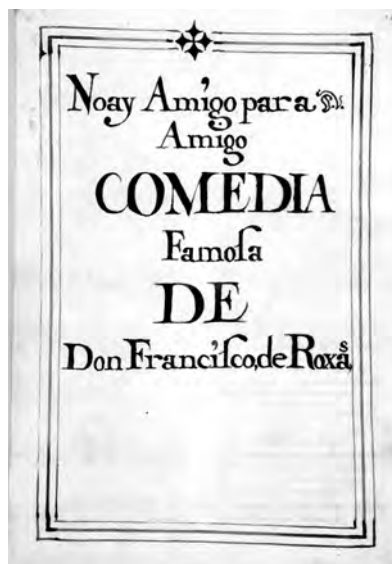 Noay Amigo para
Amigo
COMEDIA
Famoſa
DE
Don Franciſco, de Roxas,